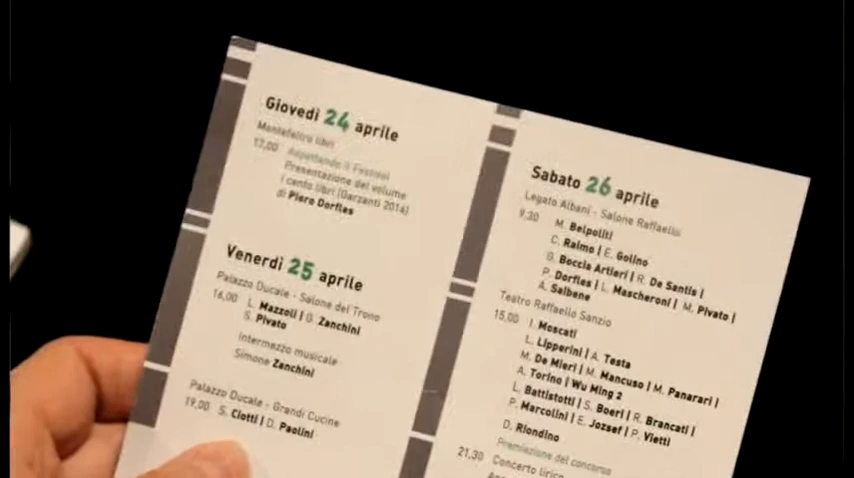 Giovedì 24 aprile
Montefeltro libri
17,00 Aspettando il Festival
Presentazione del volume
I cento libri (Garzanti 2014)
di Piero Dorfles
Venerdì 25 aprile
Palazzo Ducale - Salone del Trono
16,00 L. Mazzoli | G. Zanchini
S. Pivato
Intermezzo musicale
Simone Zanchini
Palazzo Ducale - Grandi Cucine
19,00 S. Ciotti | D. Paolini
Sabato 26 aprile
Legato Albani - Salone Raffaello
9,30 M. Belpoliti
C. Raimo | E. Golino
G. Boccia Artieri | R. De Santis |
P. Dorfles | L. Mascheroni | M. Pivato |
A. Salbene
Teatro Raffaello Sanzio
15,00 I. Moscati
L. Lipperini | A. Testa
M. De Mieri | M. Mancuso | M. Panarari |
A. Torino | Wu Ming 2
L. Battistotti | S. Boeri | R. Brancati |
P. Marcolini | E. Jozsef | P. Vietti
D. Riondino
Premiazione del concorso
21,30 Concerto lirico